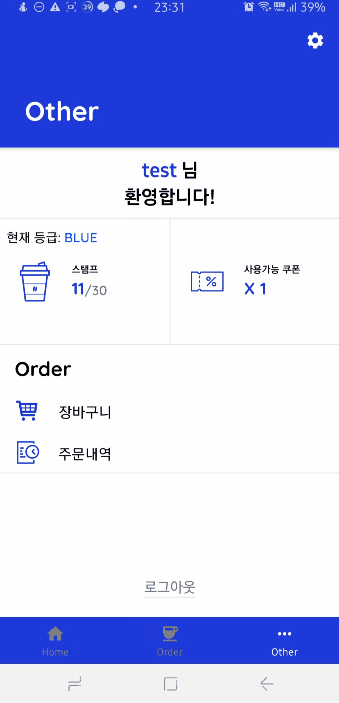 23:31
39%
Other
test 님
환영합니다!
현재 등급: BLUE
스탬프
11/30
사용가능 쿠폰
X 1
Order
장바구니
주문내역
로그아웃
Home
Order
Other